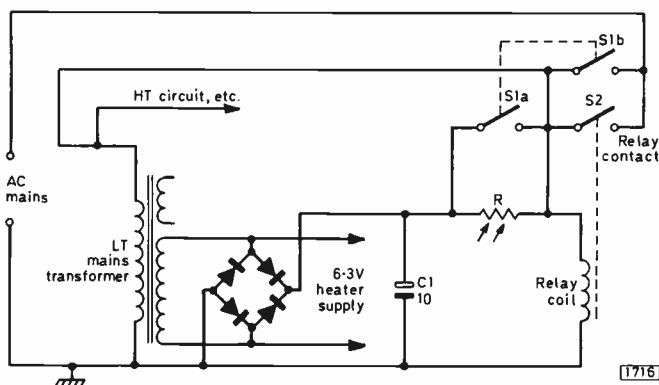 S1b
HT circuit, etc.
S1a
S2
Relay
contact
AC
mains
R
LT
mains
transformer
6·3V
heater
supply
C1
10
Relay
coil
1716